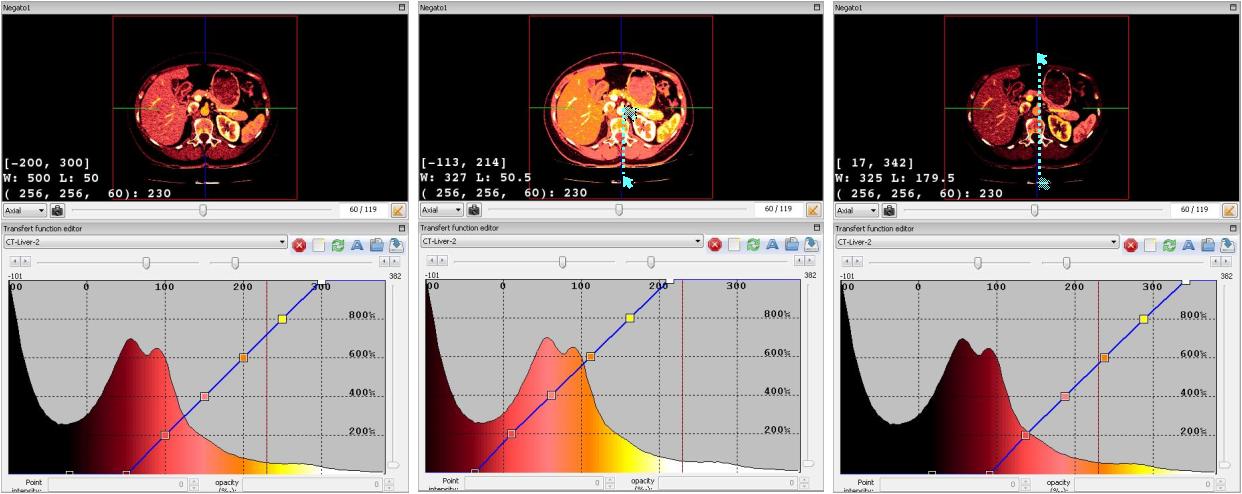 Negato1
[-200, 300]
W: 500 L: 50
( 256, 256, 60): 230
Axial
60 / 119
Transfert function editor
CT-Liver-2
-101
382
00 0 100 200 300
800%
600%
400%
200%
Point
intensity:
0
opacity
(%):
0
Negato1
[-113, 214]
W: 327 L: 50.5
( 256, 256, 60): 230
Axial
60 / 119
Transfert function editor
CT-Liver-2
-101
382
00 0 100 200 300
800%
600%
400%
200%
Point
intensity:
0
opacity
(%):
0
Negato1
[ 17, 342]
W: 325 L: 179.5
( 256, 256, 60): 230
Axial
60 / 119
Transfert function editor
CT-Liver-2
-101
382
00 0 100 200 300
800%
600%
400%
200%
Point
intensity:
0
opacity
(%):
0